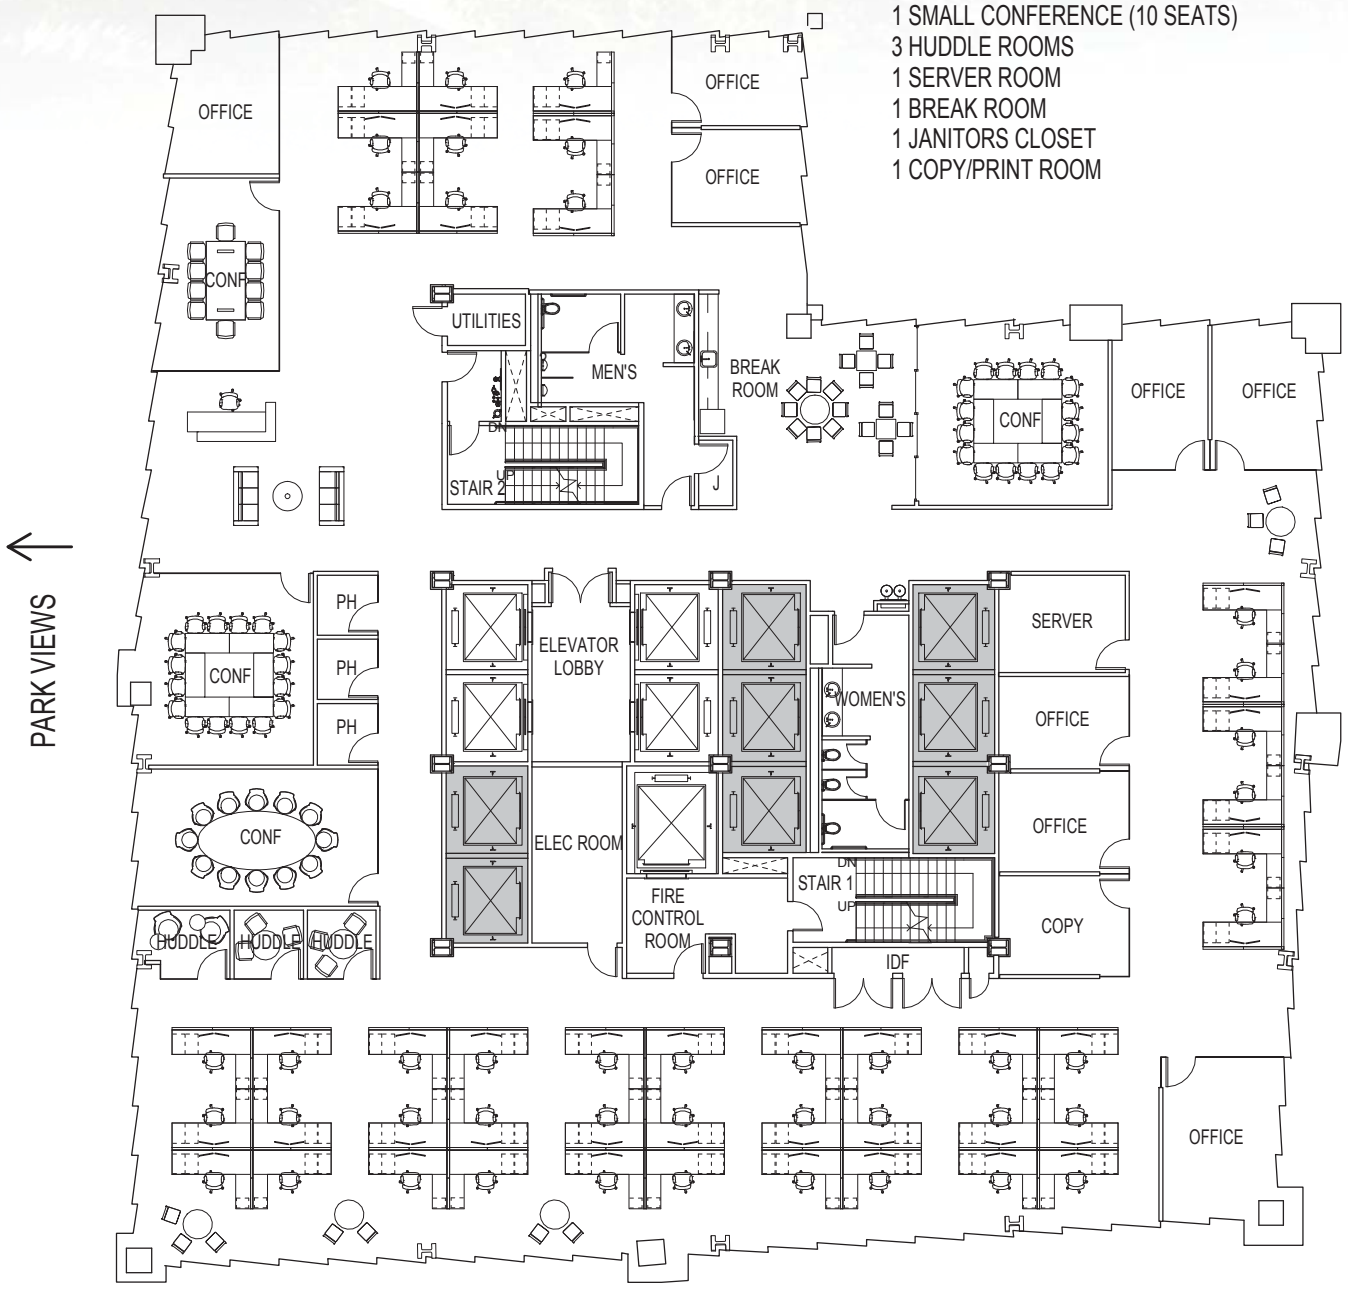 1 SMALL CONFERENCE (10 SEATS)
3 HUDDLE ROOMS
1 SERVER ROOM
1 BREAK ROOM
1 JANITORS CLOSET
1 COPY/PRINT ROOM
OFFICE
OFFICE
OFFICE
CONF
UTILITIES
MEN'S
BREAK
ROOM
OFFICE
OFFICE
CONF
DN
UP
STAIR 2
J
PARK VIEWS
PH
PH
PH
CONF
ELEVATOR
LOBBY
SERVER
WOMEN'S
OFFICE
CONF
ELEC ROOM
OFFICE
DN
STAIR 1
UP
FIRE
CONTROL
ROOM
COPY
HUDDLE
HUDDLE
HUDDLE
IDF
OFFICE